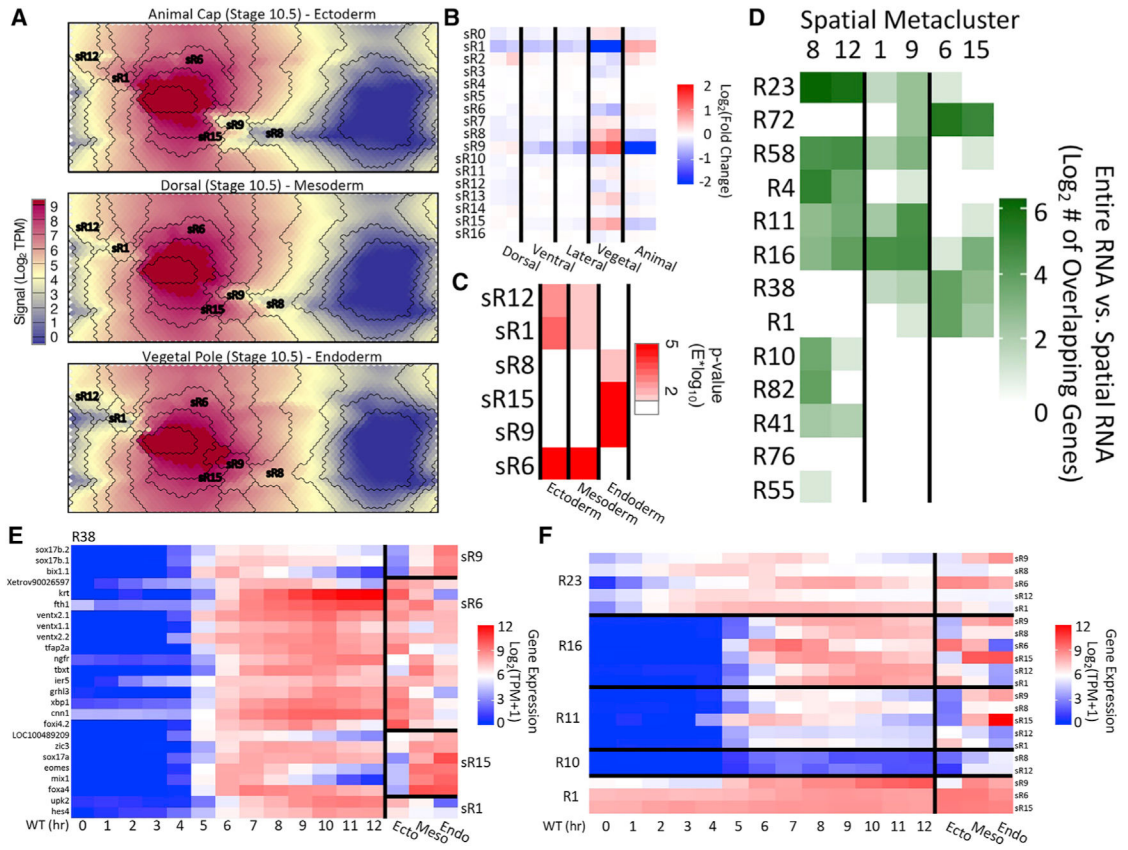 A
Animal Cap (Stage 10.5) - Ectoderm
sR12
sR1
sR6
sR9
sR15
sR8
Dorsal (Stage 10.5) - Mesoderm
sR12
sR1
sR6
sR9
sR15
sR8
Vegetal Pole (Stage 10.5) - Endoderm
sR12
sR1
sR6
sR9
sR15
sR8
Signal (Log2 TPM)
9
8
7
6
5
4
3
2
1
0
B
sR0
sR1
sR2
sR3
sR4
sR5
sR6
sR7
sR8
sR9
sR10
sR11
sR12
sR13
sR14
sR15
sR16
Dorsal
Ventral
Lateral
Vegetal
Animal
2
1
0
-1
-2
Log2(Fold Change)
C
sR12
sR1
sR8
sR15
sR9
sR6
Ectoderm
Mesoderm
Endoderm
5
2
p-value
(E*log10)
D
Spatial Metacluster
8 12 1 9 6 15
R23
R72
R58
R4
R11
R16
R38
R1
R10
R82
R41
R76
R55
6
4
2
0
Entire RNA vs. Spatial RNA
(Log2 # of Overlapping Genes)
E
R38
sox17b.2
sox17b.1
bix1.1
Xetrov90026597
krt
fth1
ventx2.1
ventx1.1
ventx2.2
tfap2a
ngfr
tbxt
ier5
grhl3
xbp1
cnn1
foxi4.2
LOC100489209
zic3
sox17a
eomes
mix1
foxa4
upk2
hes4
sR9
sR6
sR15
sR1
WT (hr) 0 1 2 3 4 5 6 7 8 9 10 11 12 Ecto Meso Endo
12
9
6
3
0
Gene Expression
Log2(TPM+1)
F
R23
R16
R11
R10
R1
sR9
sR8
sR6
sR12
sR1
sR9
sR8
sR6
sR15
sR12
sR1
sR9
sR8
sR15
sR12
sR1
sR8
sR12
sR9
sR6
sR15
WT (hr) 0 1 2 3 4 5 6 7 8 9 10 11 12 Ecto Meso Endo
12
9
6
3
0
Gene Expression
Log2(TPM+1)